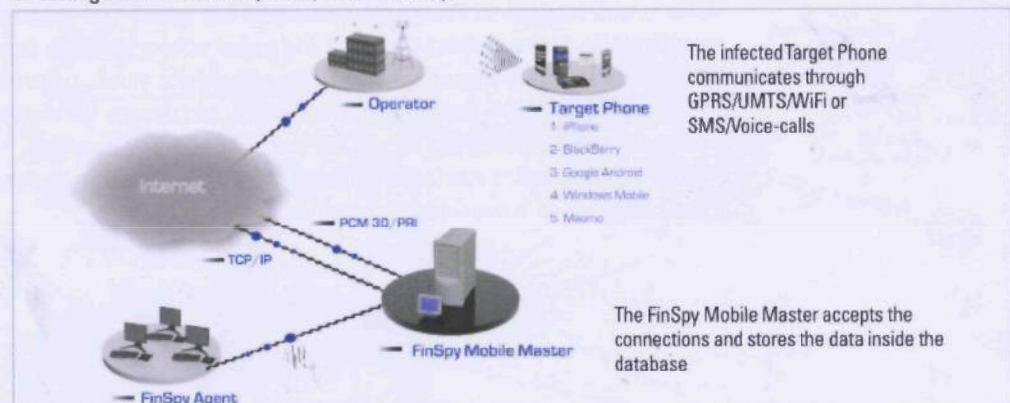 Operator
Target Phone
1- iPhone
2- BlackBerry
3- Google Android
4- Windows Mobile
5- Maemo
The infected Target Phone
communicates through
GPRS/UMTS/WiFi or
SMS/Voice-calls
Internet
PCM 30/PRI
TCP/IP
FinSpy Mobile Master
The FinSpy Mobile Master accepts the
connections and stores the data inside the
database
FinSpy Agent